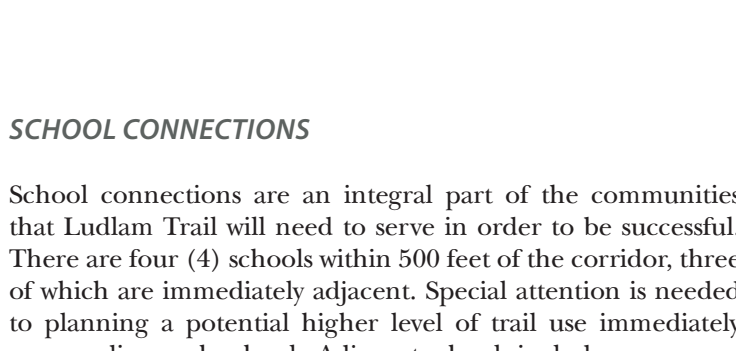 SCHOOL CONNECTIONS
School connections are an integral part of the communities
that Ludlam Trail will need to serve in order to be successful.
There are four (4) schools within 500 feet of the corridor, three
of which are immediately adjacent. Special attention is needed
to planning a potential higher level of trail use immediately